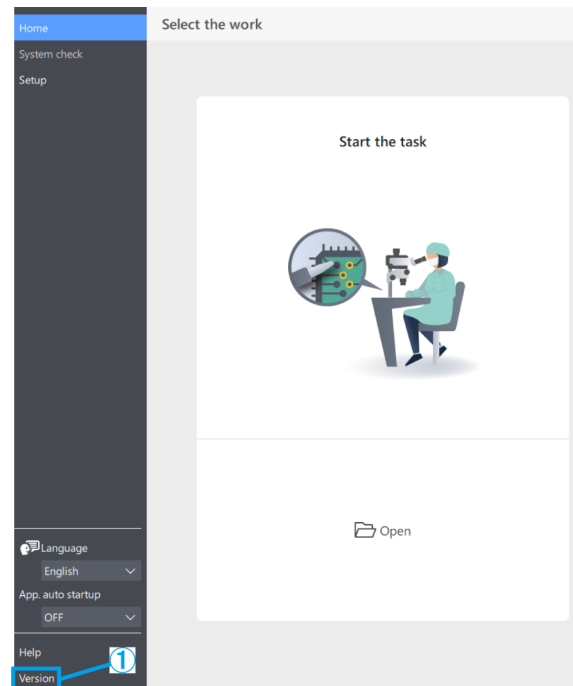 Home
Select the work
System check
Setup
Start the task
Open
Language
English
App. auto startup
OFF
Help
1
Version